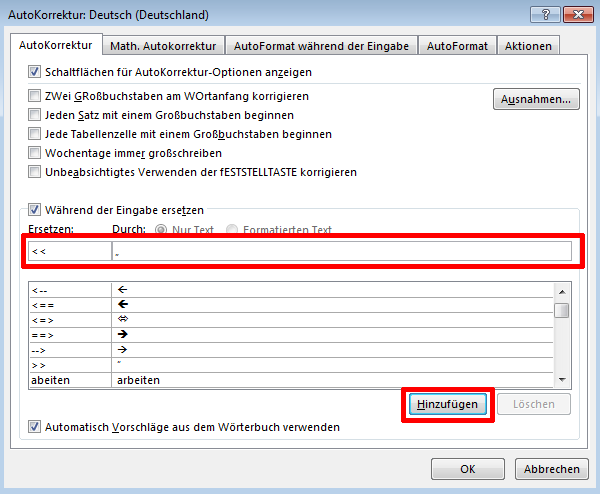 AutoKorrektur: Deutsch (Deutschland)
AutoKorrektur Math. Autokorrektur AutoFormat während der Eingabe AutoFormat Aktionen
Schaltflächen für AutoKorrektur-Optionen anzeigen
ZWei GRoßbuchstaben am WOrtanfang korrigieren
Ausnahmen...
Jeden Satz mit einem Großbuchstaben beginnen
Jede Tabellenzelle mit einem Großbuchstaben beginnen
Wochentage immer großschreiben
Unbeabsichtigtes Verwenden der fESTSTELLTASTE korrigieren
Während der Eingabe ersetzen
Ersetzen: Durch: Nur Text Formatierten Text
<< „
<-- ←
<== 🡸
<=> ⇔
==> ➔
--> →
>> “
abeiten arbeiten
Hinzufügen Löschen
Automatisch Vorschläge aus dem Wörterbuch verwenden
OK Abbrechen